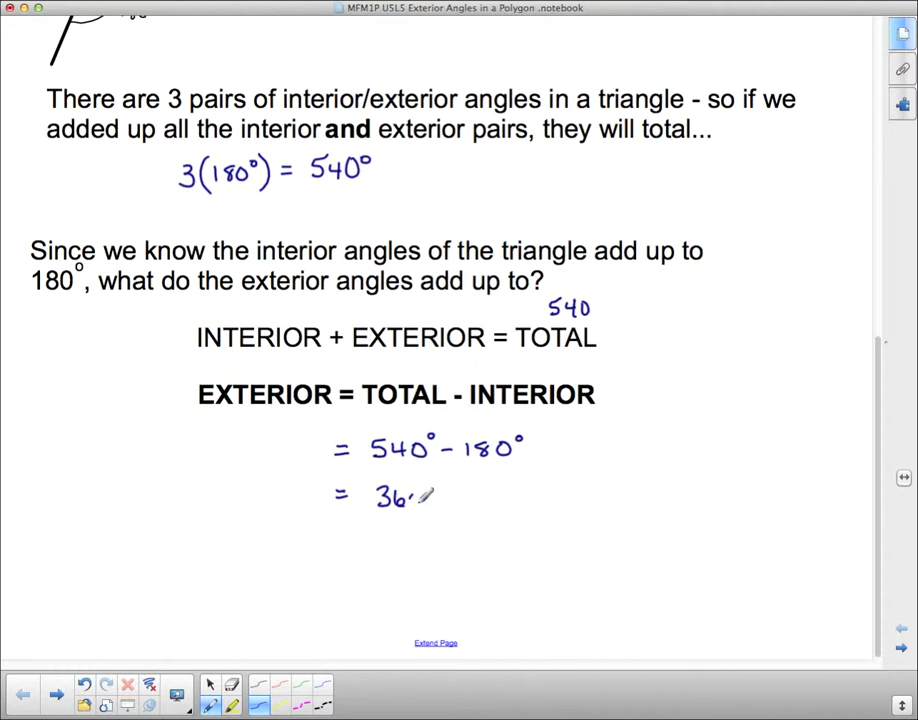 MFM1P U5L5 Exterior Angles in a Polygon .notebook
There are 3 pairs of interior/exterior angles in a triangle - so if we
added up all the interior and exterior pairs, they will total...
3(180°) = 540°
Since we know the interior angles of the triangle add up to
180°, what do the exterior angles add up to?
540
INTERIOR + EXTERIOR = TOTAL
EXTERIOR = TOTAL - INTERIOR
= 540° - 180°
= 36
Extend Page